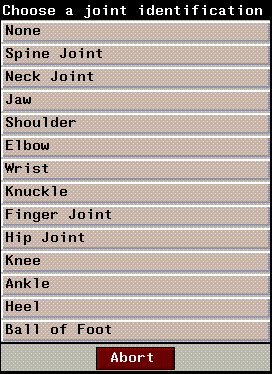 Choose a joint identification
None
Spine Joint
Neck Joint
Jaw
Shoulder
Elbow
Wrist
Knuckle
Finger Joint
Hip Joint
Knee
Ankle
Heel
Ball of Foot
Abort